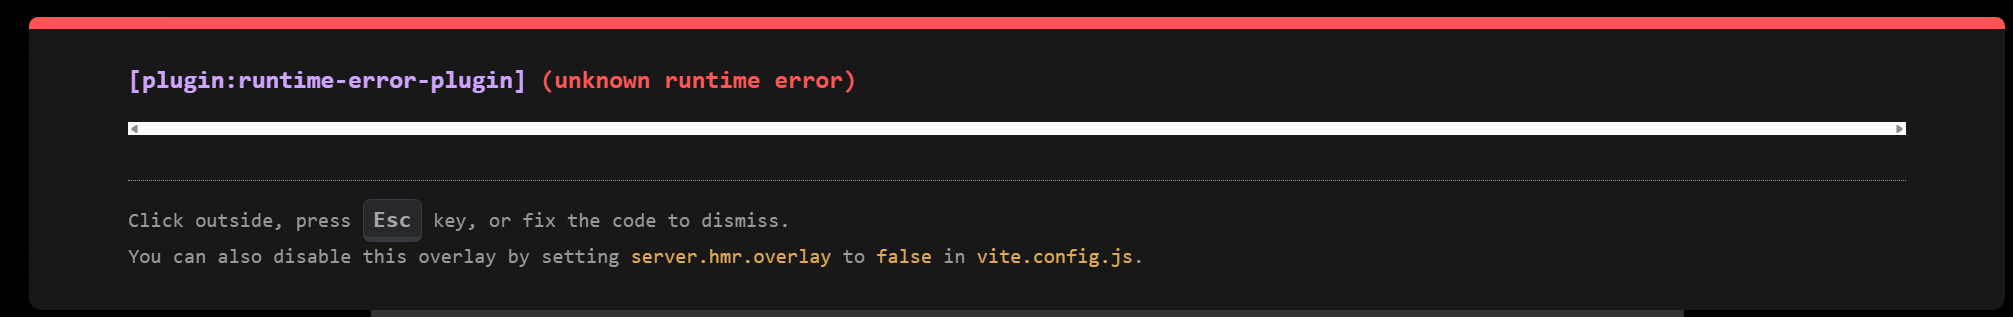 [plugin:runtime-error-plugin] (unknown runtime error)
Click outside, press Esc key, or fix the code to dismiss.
You can also disable this overlay by setting server.hmr.overlay to false in vite.config.js.